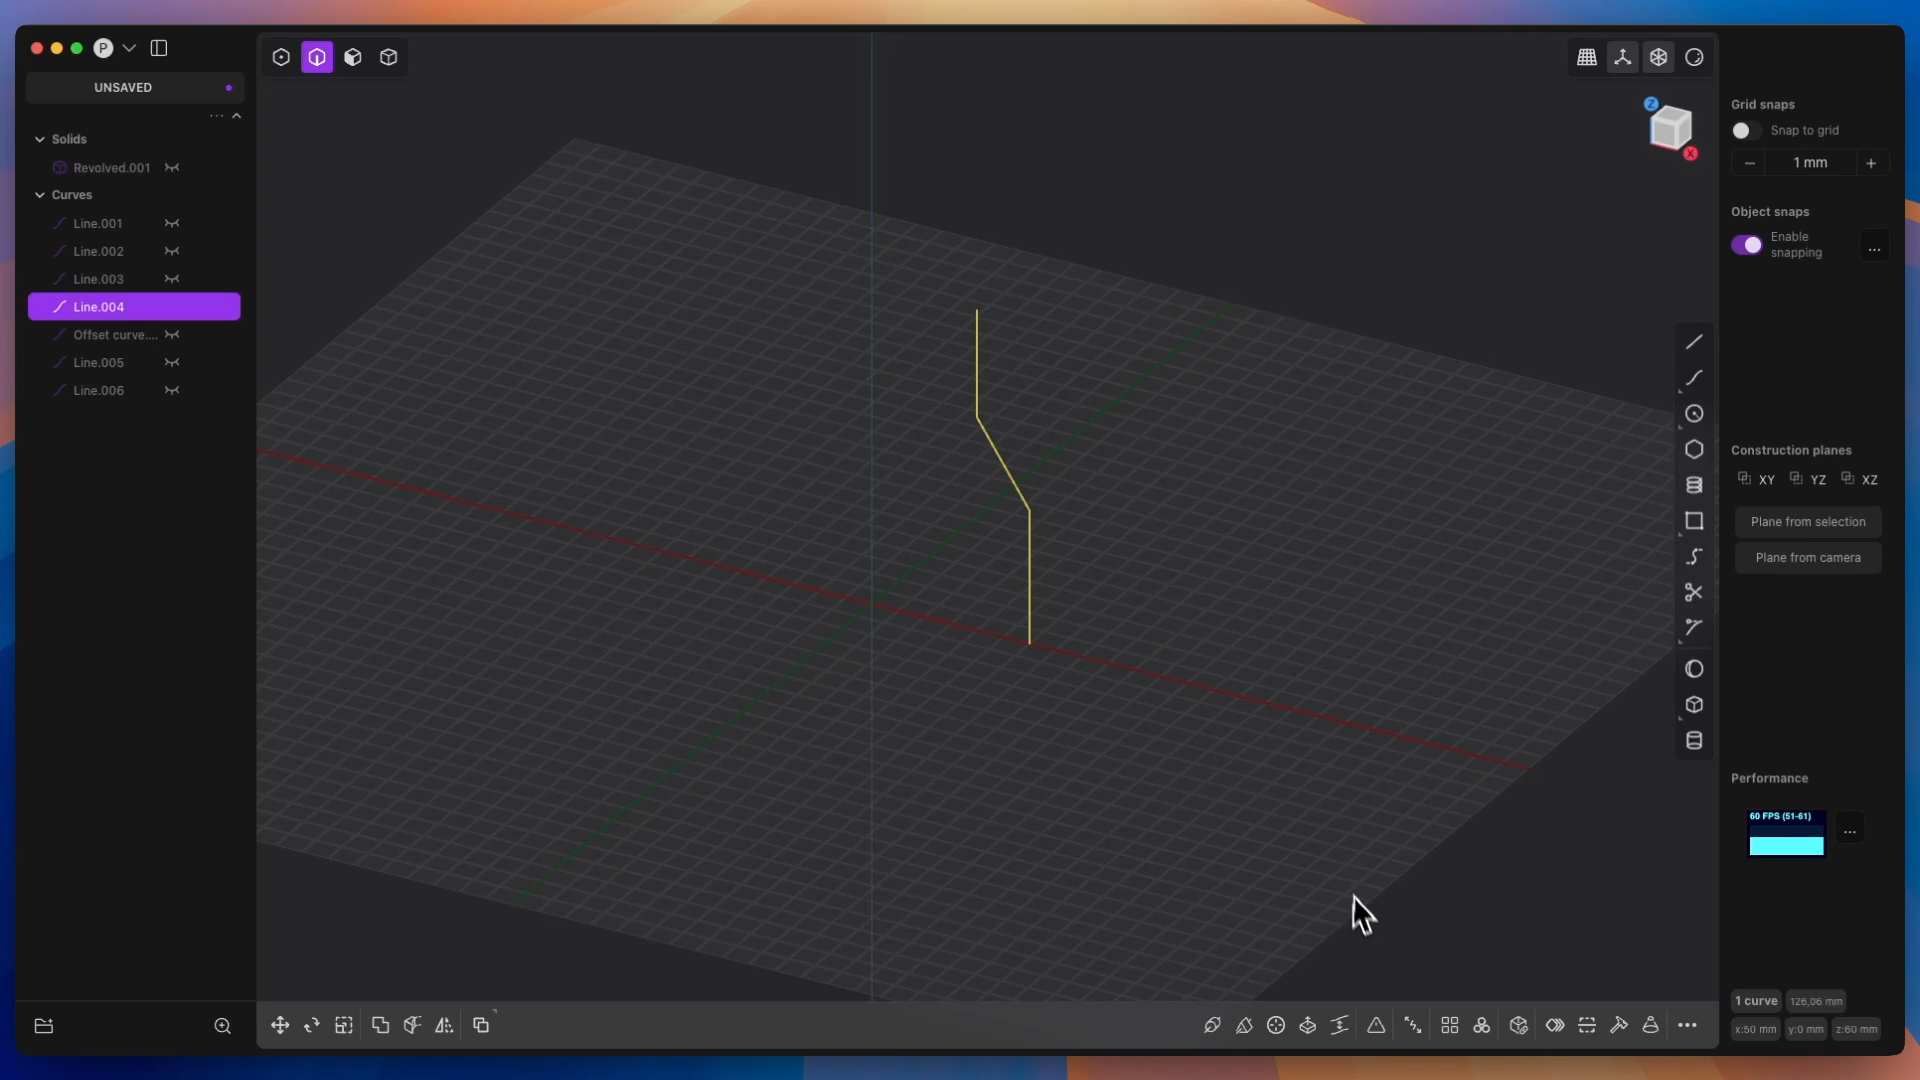 P
UNSAVED
Solids
Revolved.001
Curves
Line.001
Line.002
Line.003
Line.004
Offset curve....
Line.005
Line.006
Z
X
Grid snaps
Snap to grid
1 mm
Object snaps
Enable
snapping
Construction planes
XY YZ XZ
Plane from selection
Plane from camera
Performance
60 FPS (51-61)
1 curve 126,06 mm
x:50 mm y:0 mm z:60 mm